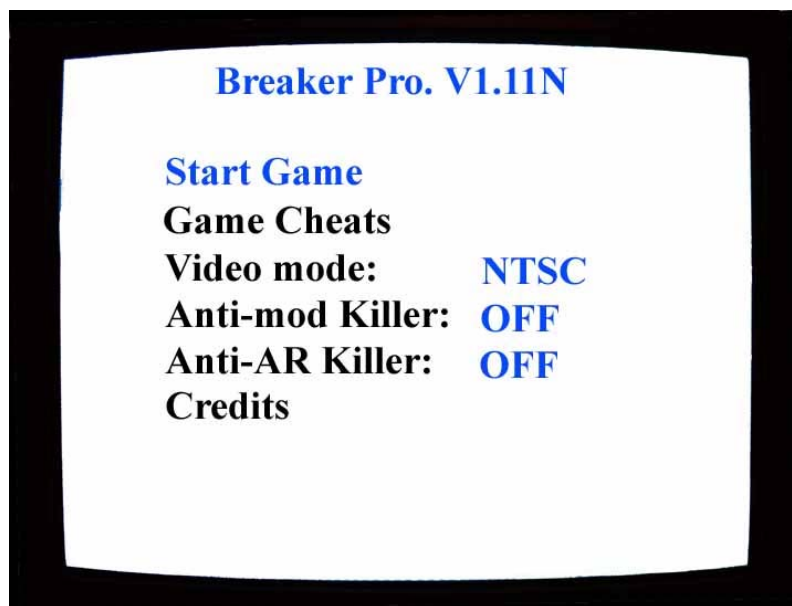 Breaker Pro. V1.11N
Start Game
Game Cheats
Video mode: NTSC
Anti-mod Killer: OFF
Anti-AR Killer: OFF
Credits